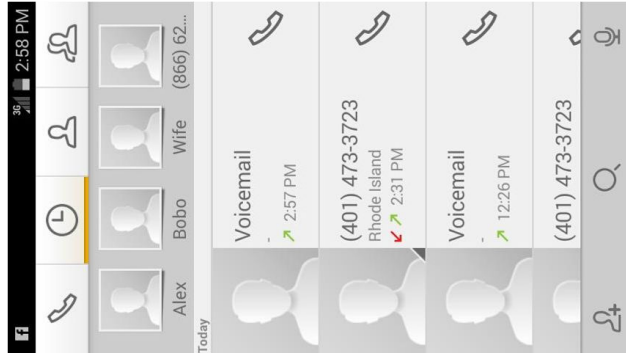 3G 2:58 PM
Alex Bobo Wife (866) 62...
Today
Voicemail
-
2:57 PM
(401) 473-3723
Rhode Island
2:31 PM
Voicemail
-
12:26 PM
(401) 473-3723